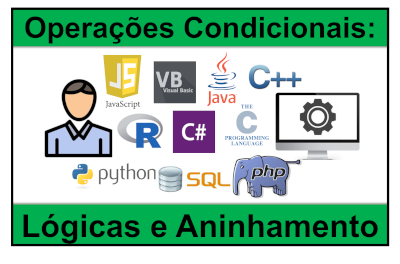 Operações Condicionais:
JS
JavaScript
VB
Visual Basic
Java
C++
R
C#
THE
C
PROGRAMMING
LANGUAGE
python
SQL
php
Lógicas e Aninhamento